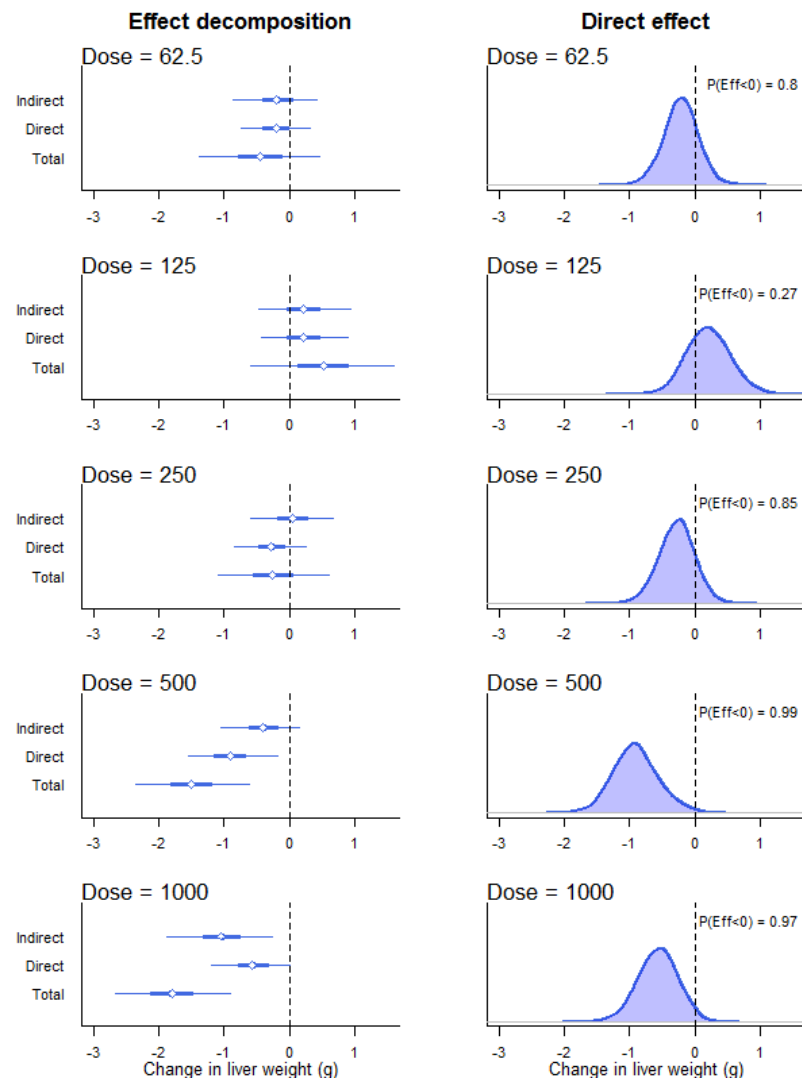 Effect decomposition
Direct effect
Dose = 62.5
Dose = 62.5
P(Eff<0) = 0.8
Indirect
Direct
Total
-3 -2 -1 0 1
-3 -2 -1 0 1
Dose = 125
Dose = 125
P(Eff<0) = 0.27
Indirect
Direct
Total
-3 -2 -1 0 1
-3 -2 -1 0 1
Dose = 250
Dose = 250
P(Eff<0) = 0.85
Indirect
Direct
Total
-3 -2 -1 0 1
-3 -2 -1 0 1
Dose = 500
Dose = 500
P(Eff<0) = 0.99
Indirect
Direct
Total
-3 -2 -1 0 1
-3 -2 -1 0 1
Dose = 1000
Dose = 1000
P(Eff<0) = 0.97
Indirect
Direct
Total
-3 -2 -1 0 1
-3 -2 -1 0 1
Change in liver weight (g)
Change in liver weight (g)